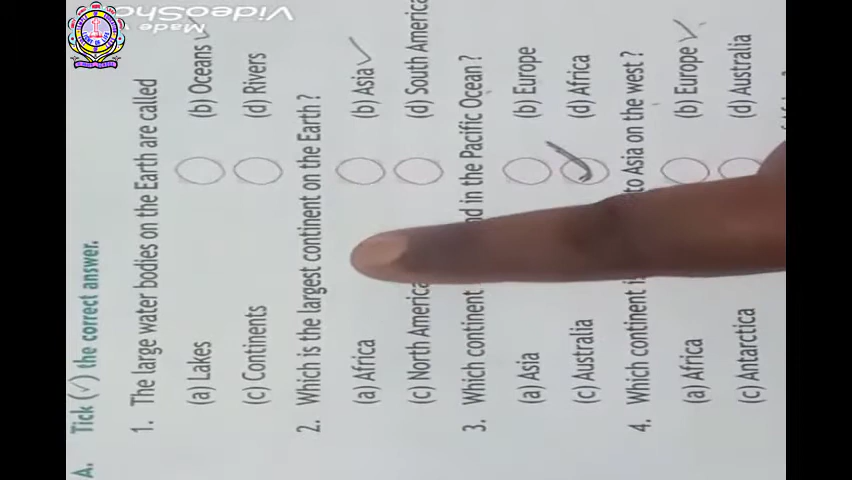 Made w
VideoSho
A. Tick (✓) the correct answer.
1. The large water bodies on the Earth are called
(a) Lakes (b) Oceans ✓
(c) Continents (d) Rivers
2. Which is the largest continent on the Earth ?
(a) Africa (b) Asia ✓
(c) North America (d) South America
3. Which continent nd in the Pacific Ocean ?
(a) Asia (b) Europe
(c) Australia ✓ (d) Africa
4. Which continent i to Asia on the west ?
(a) Africa (b) Europe ✓
(c) Antarctica (d) Australia